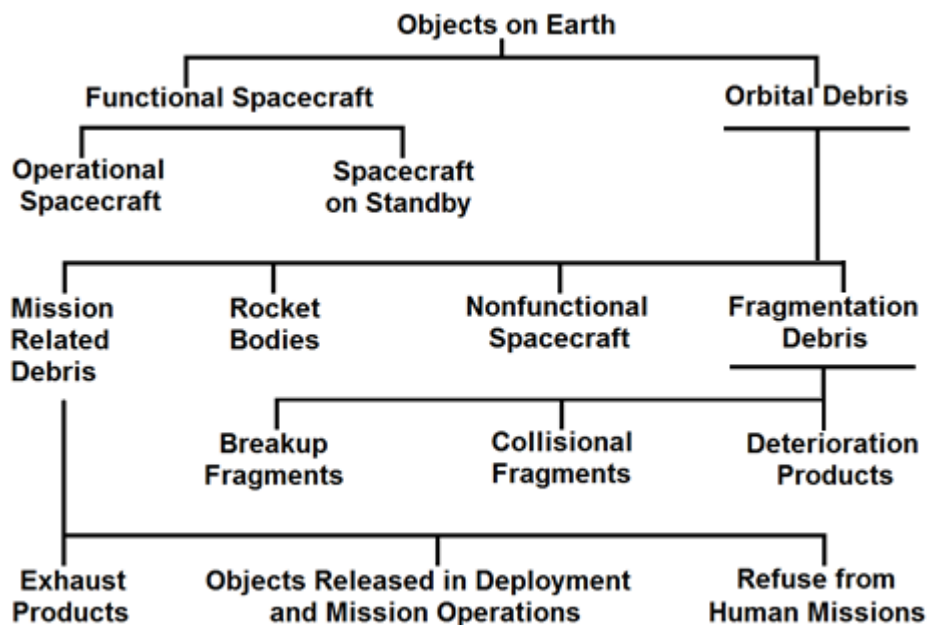 Objects on Earth
Functional Spacecraft
Orbital Debris
Operational
Spacecraft
Spacecraft
on Standby
Mission
Related
Debris
Rocket
Bodies
Nonfunctional
Spacecraft
Fragmentation
Debris
Breakup
Fragments
Collisional
Fragments
Deterioration
Products
Exhaust
Products
Objects Released in Deployment
and Mission Operations
Refuse from
Human Missions